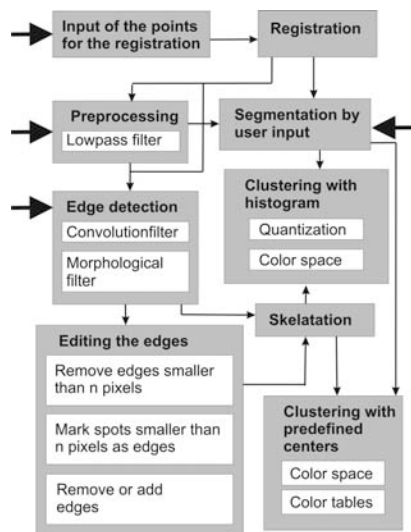 Input of the points
for the registration
Registration
Preprocessing
Lowpass filter
Segmentation by
user input
Edge detection
Convolutionfilter
Morphological
filter
Clustering with
histogram
Quantization
Color space
Skelatation
Editing the edges
Remove edges smaller
than n pixels
Mark spots smaller than
n pixels as edges
Remove or add
edges
Clustering with
predefined
centers
Color space
Color tables